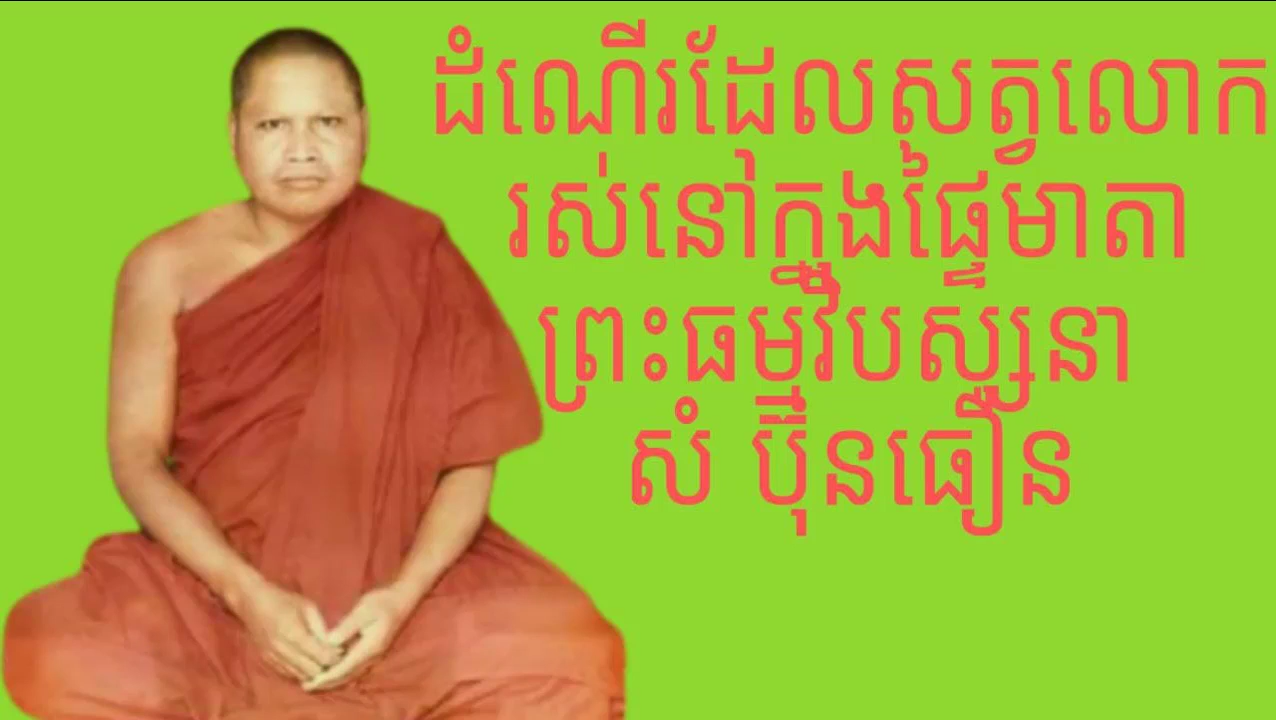 ដំណើរដែលសត្វលោក
រស់នៅក្នុងផ្ទៃមាតា
ព្រះធម្មវិបស្សនា
សំ ប៊ុនធឿន